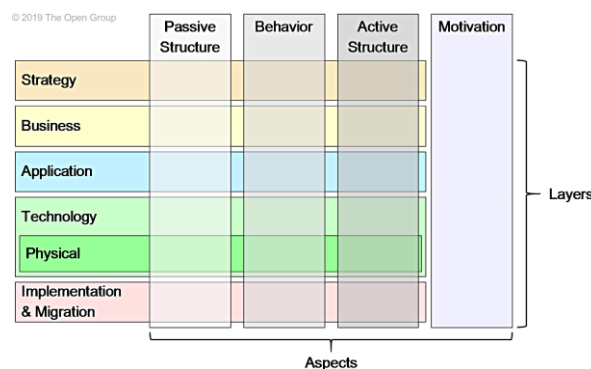 © 2019 The Open Group
Passive
Structure
Behavior
Active
Structure
Motivation
Strategy
Business
Application
Technology
Physical
Implementation
& Migration
Layers
Aspects